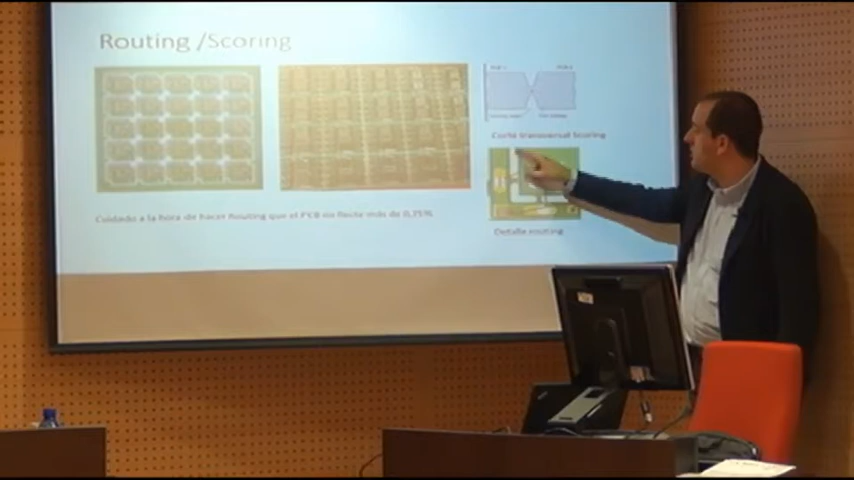 Routing /Scoring
Corte transversal Scoring
Cuidado a la hora de hacer Routing que el PCB no flecte más de 0,75%.
Detalle routing